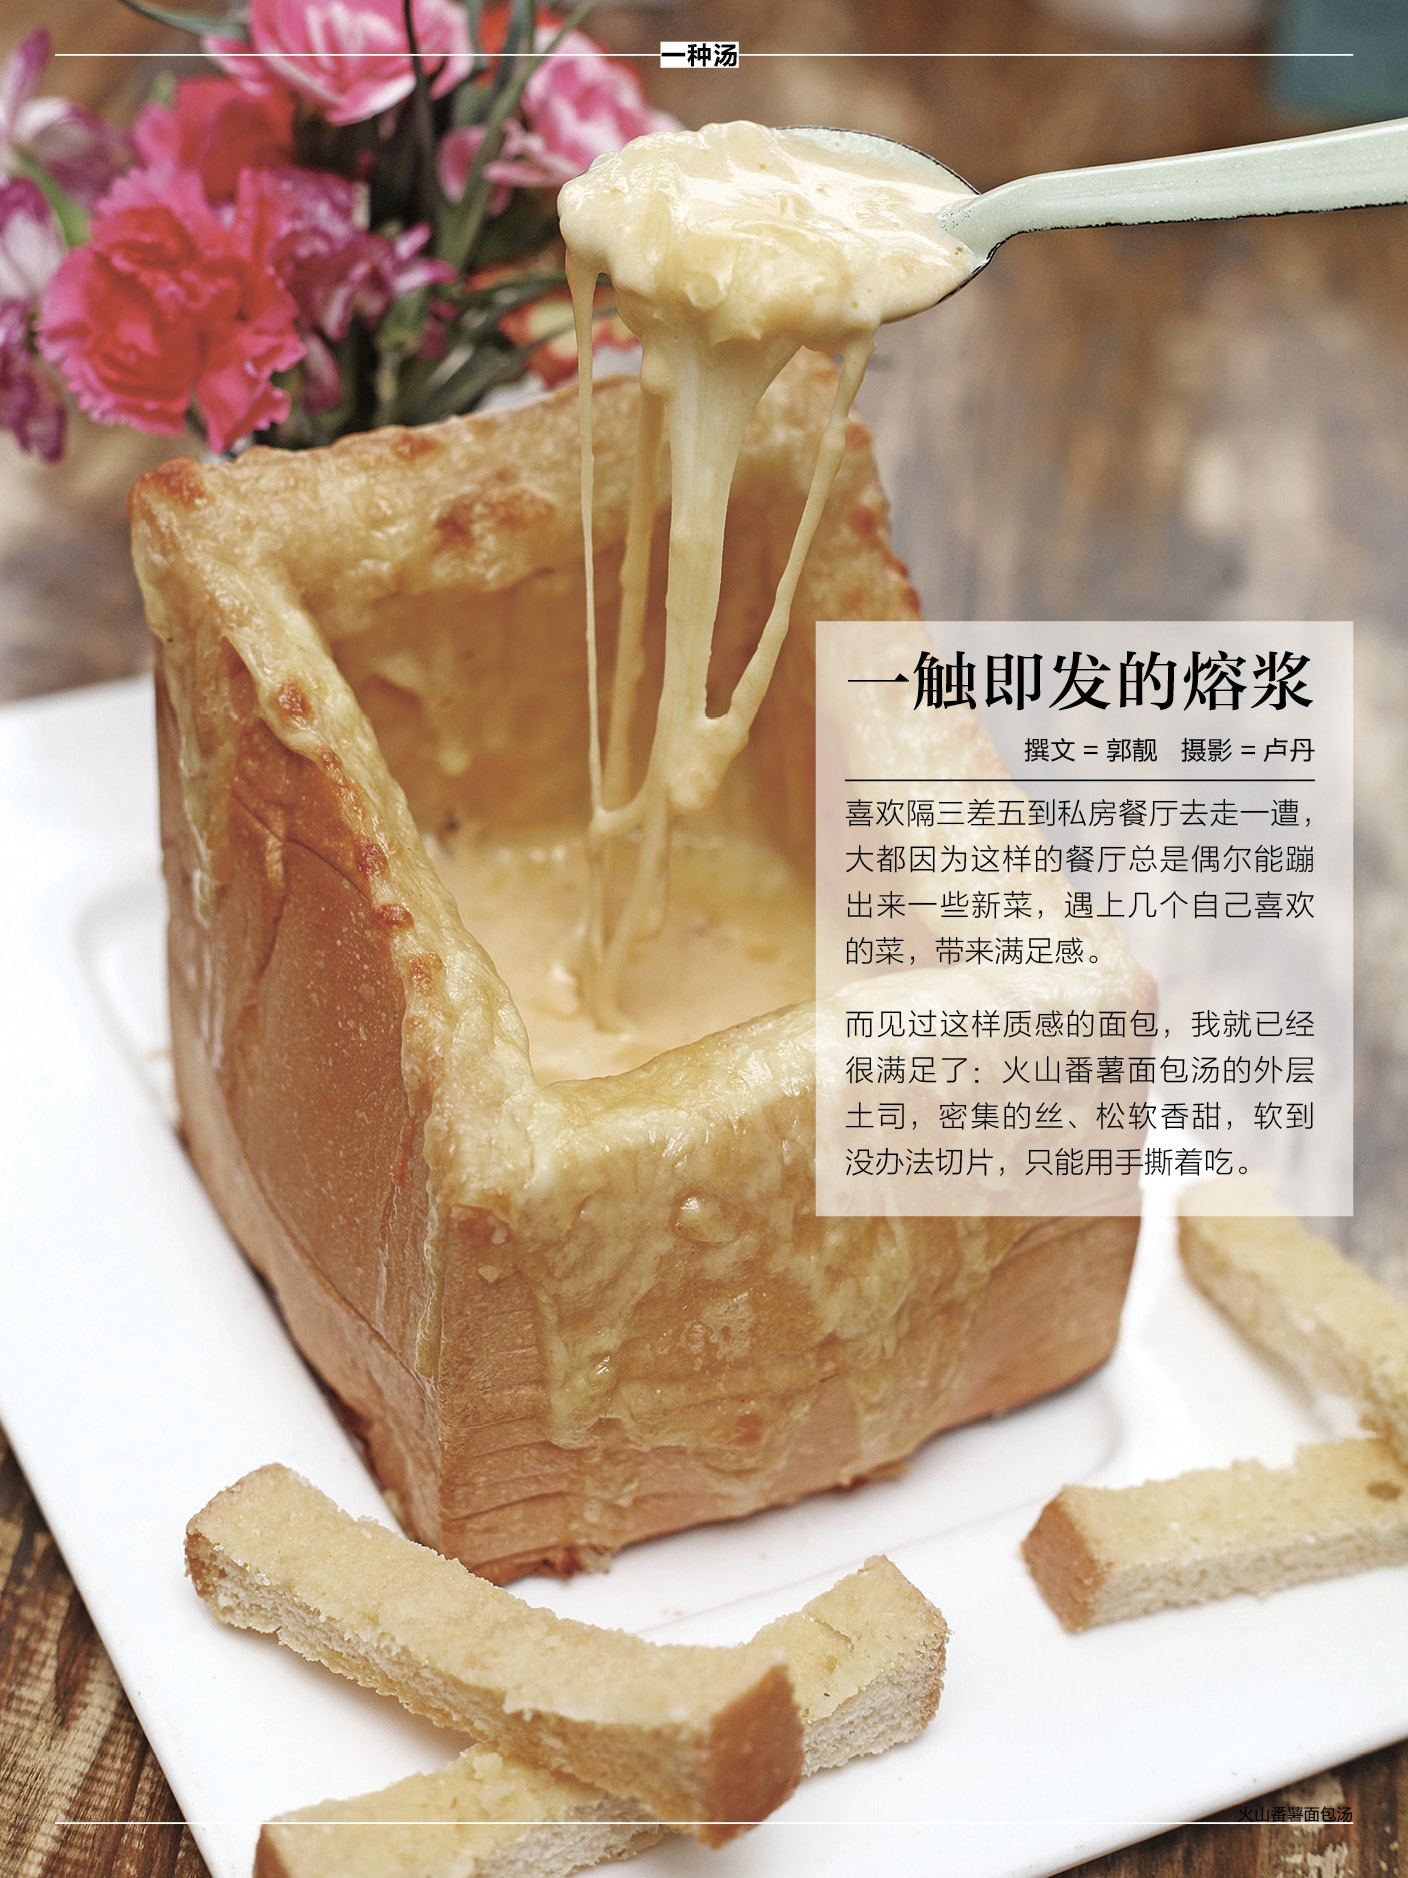 一种汤
一触即发的熔浆
撰文 = 郭靓　摄影 = 卢丹
喜欢隔三差五到私房餐厅去走一遭，
大都因为这样的餐厅总是偶尔能蹦
出来一些新菜，遇上几个自己喜欢
的菜，带来满足感。
而见过这样质感的面包，我就已经
很满足了：火山番薯面包汤的外层
土司，密集的丝、松软香甜，软到
没办法切片，只能用手撕着吃。
火山番薯面包汤